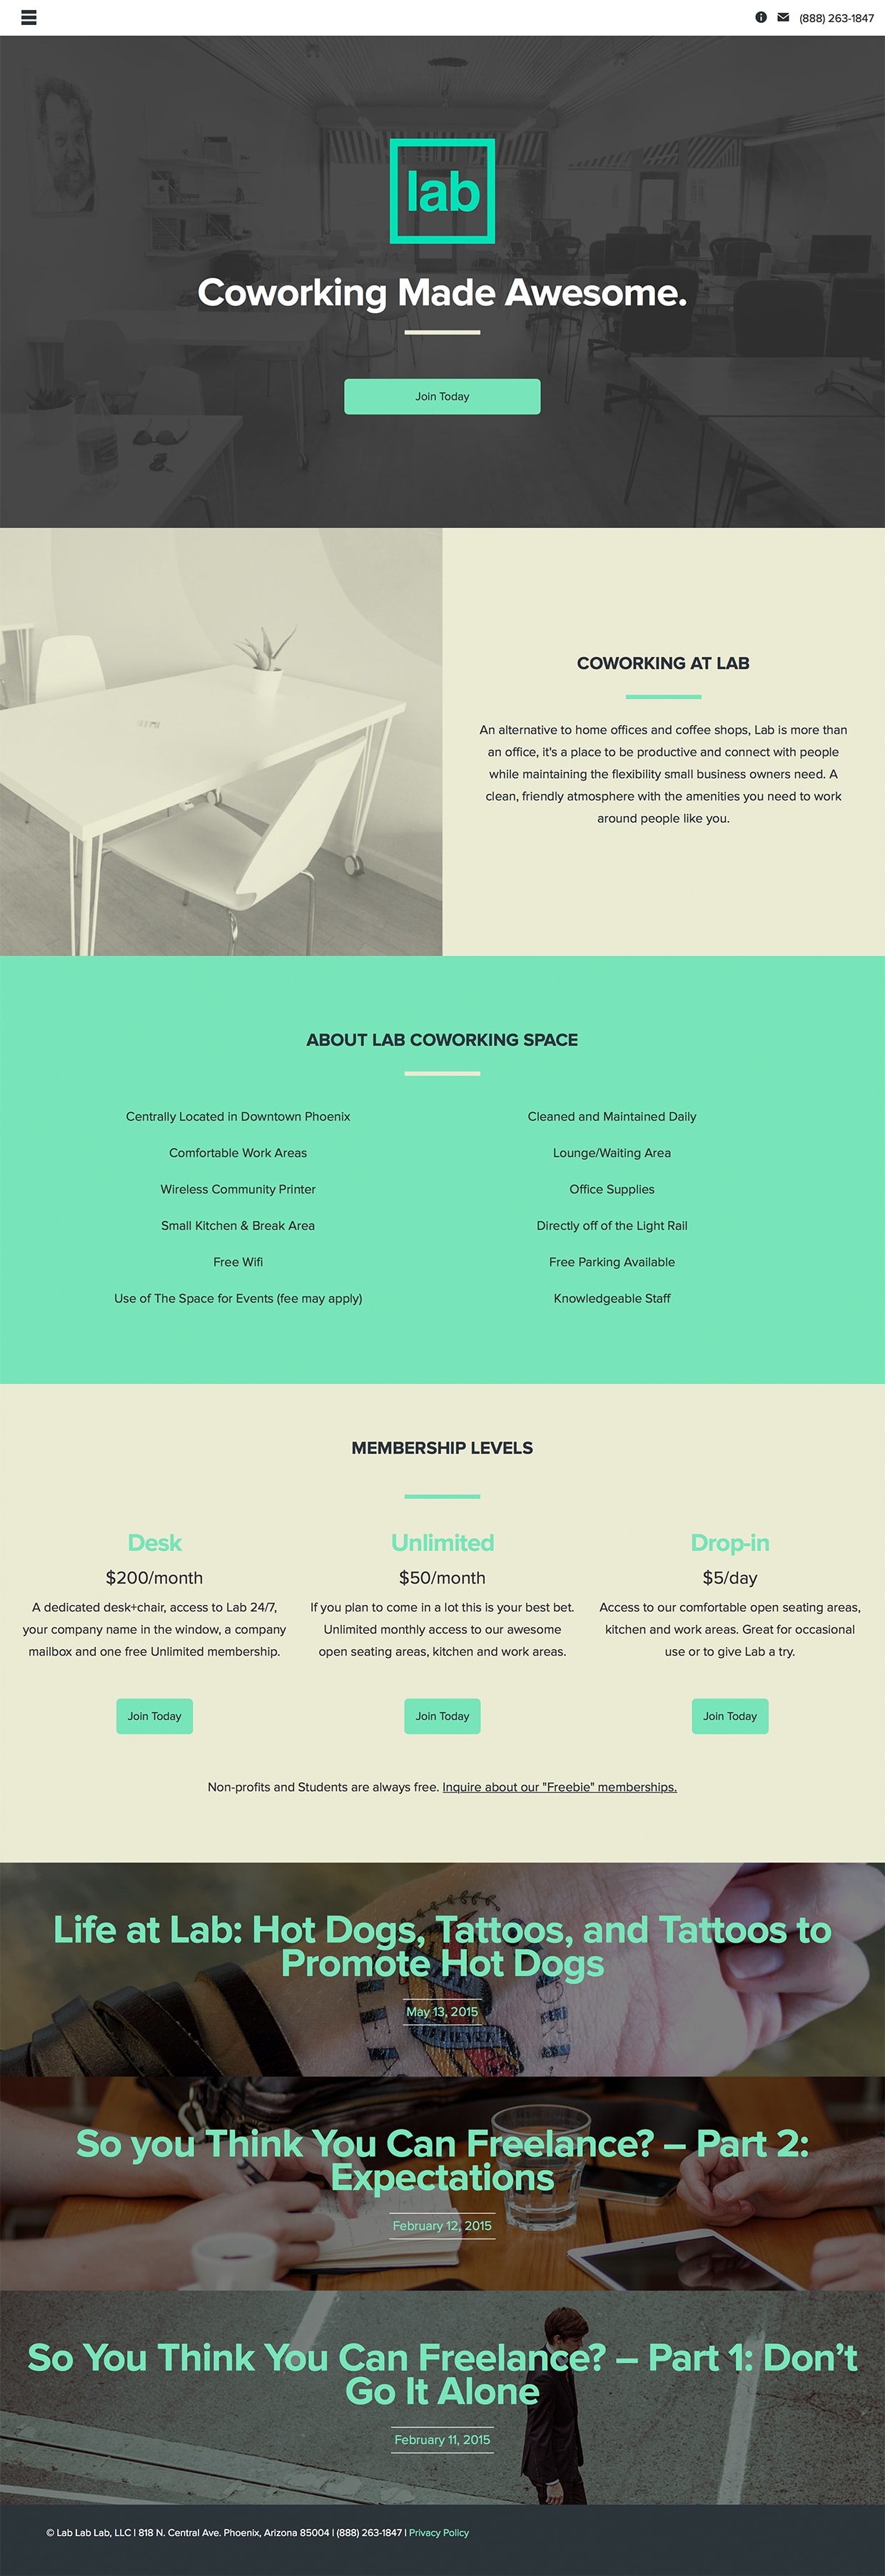 (888) 263-1847
lab
Coworking Made Awesome.
Join Today
COWORKING AT LAB
An alternative to home offices and coffee shops, Lab is more than
an office, it's a place to be productive and connect with people
while maintaining the flexibility small business owners need. A
clean, friendly atmosphere with the amenities you need to work
around people like you.
ABOUT LAB COWORKING SPACE
Centrally Located in Downtown Phoenix
Comfortable Work Areas
Wireless Community Printer
Small Kitchen & Break Area
Free Wifi
Use of The Space for Events (fee may apply)
Cleaned and Maintained Daily
Lounge/Waiting Area
Office Supplies
Directly off of the Light Rail
Free Parking Available
Knowledgeable Staff
MEMBERSHIP LEVELS
Desk
$200/month
A dedicated desk+chair, access to Lab 24/7,
your company name in the window, a company
mailbox and one free Unlimited membership.
Join Today
Unlimited
$50/month
If you plan to come in a lot this is your best bet.
Unlimited monthly access to our awesome
open seating areas, kitchen and work areas.
Join Today
Drop-in
$5/day
Access to our comfortable open seating areas,
kitchen and work areas. Great for occasional
use or to give Lab a try.
Join Today
Non-profits and Students are always free. Inquire about our "Freebie" memberships.
Life at Lab: Hot Dogs, Tattoos, and Tattoos to
Promote Hot Dogs
May 13, 2015
So you Think You Can Freelance? – Part 2:
Expectations
February 12, 2015
So You Think You Can Freelance? – Part 1: Don’t
Go It Alone
February 11, 2015
© Lab Lab Lab, LLC | 818 N. Central Ave. Phoenix, Arizona 85004 | (888) 263-1847 | Privacy Policy